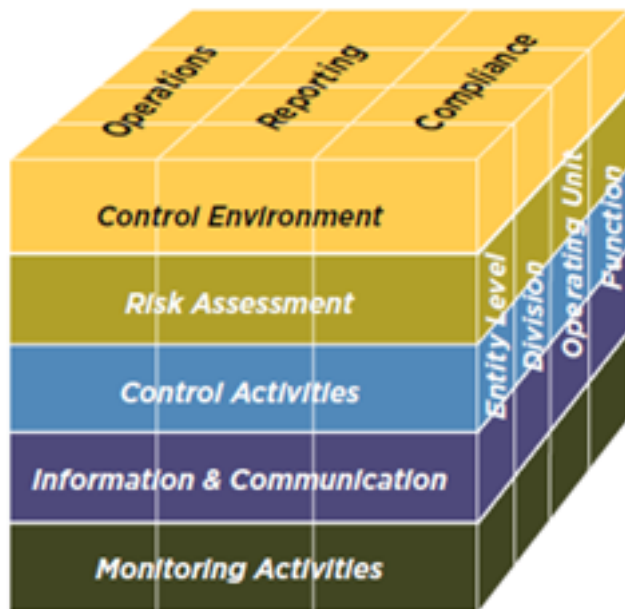 Operations
Reporting
Compliance
Control Environment
Risk Assessment
Control Activities
Information & Communication
Monitoring Activities
Entity Level
Division
Operating Unit
Function